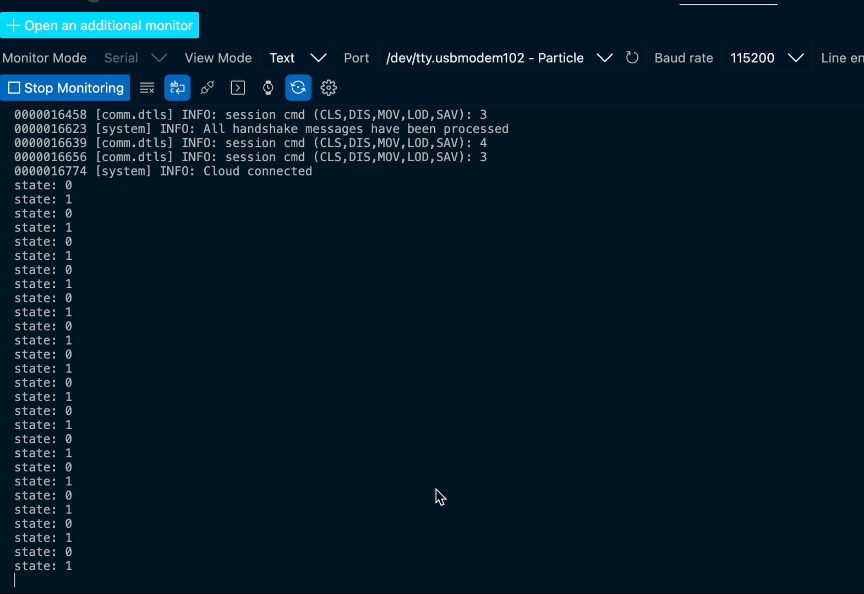 + Open an additional monitor
Monitor Mode Serial View Mode Text Port /dev/tty.usbmodem102 - Particle Baud rate 115200 Line en
Stop Monitoring
0000016458 [comm.dtls] INFO: session cmd (CLS,DIS,MOV,LOD,SAV): 3
0000016623 [system] INFO: All handshake messages have been processed
0000016639 [comm.dtls] INFO: session cmd (CLS,DIS,MOV,LOD,SAV): 4
0000016656 [comm.dtls] INFO: session cmd (CLS,DIS,MOV,LOD,SAV): 3
0000016774 [system] INFO: Cloud connected
state: 0
state: 1
state: 0
state: 1
state: 0
state: 1
state: 0
state: 1
state: 0
state: 1
state: 0
state: 1
state: 0
state: 1
state: 0
state: 1
state: 0
state: 1
state: 0
state: 1
state: 0
state: 1
state: 0
state: 1
state: 0
state: 1
state: 0
state: 1